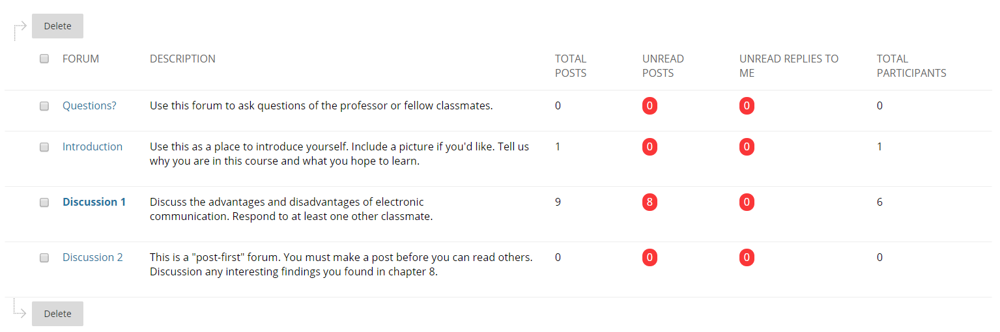 Delete
FORUM DESCRIPTION TOTAL POSTS UNREAD POSTS UNREAD REPLIES TO ME TOTAL PARTICIPANTS
Questions? Use this forum to ask questions of the professor or fellow classmates. 0 0 0 0
Introduction Use this as a place to introduce yourself. Include a picture if you'd like. Tell us 1 0 0 1
why you are in this course and what you hope to learn.
Discussion 1 Discuss the advantages and disadvantages of electronic 9 8 0 6
communication. Respond to at least one other classmate.
Discussion 2 This is a "post-first" forum. You must make a post before you can read others. 0 0 0 0
Discussion any interesting findings you found in chapter 8.
Delete